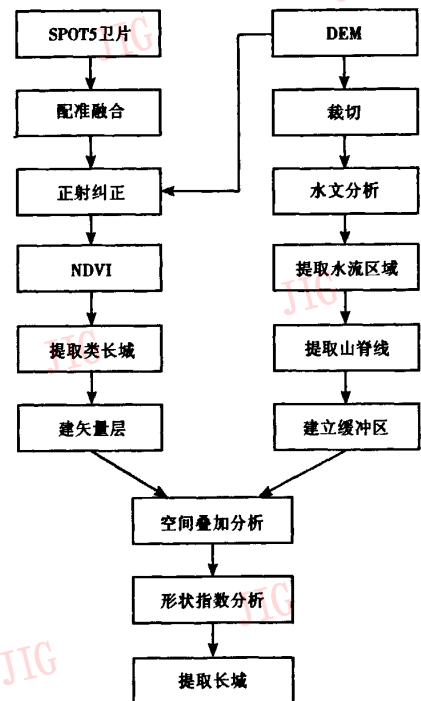 SPOT5卫片
DEM
配准融合
裁切
正射纠正
水文分析
NDVI
提取水流区域
提取类长城
提取山脊线
建矢量层
建立缓冲区
空间叠加分析
形状指数分析
提取长城
JIG
JIG
JIG
JIG
JIG